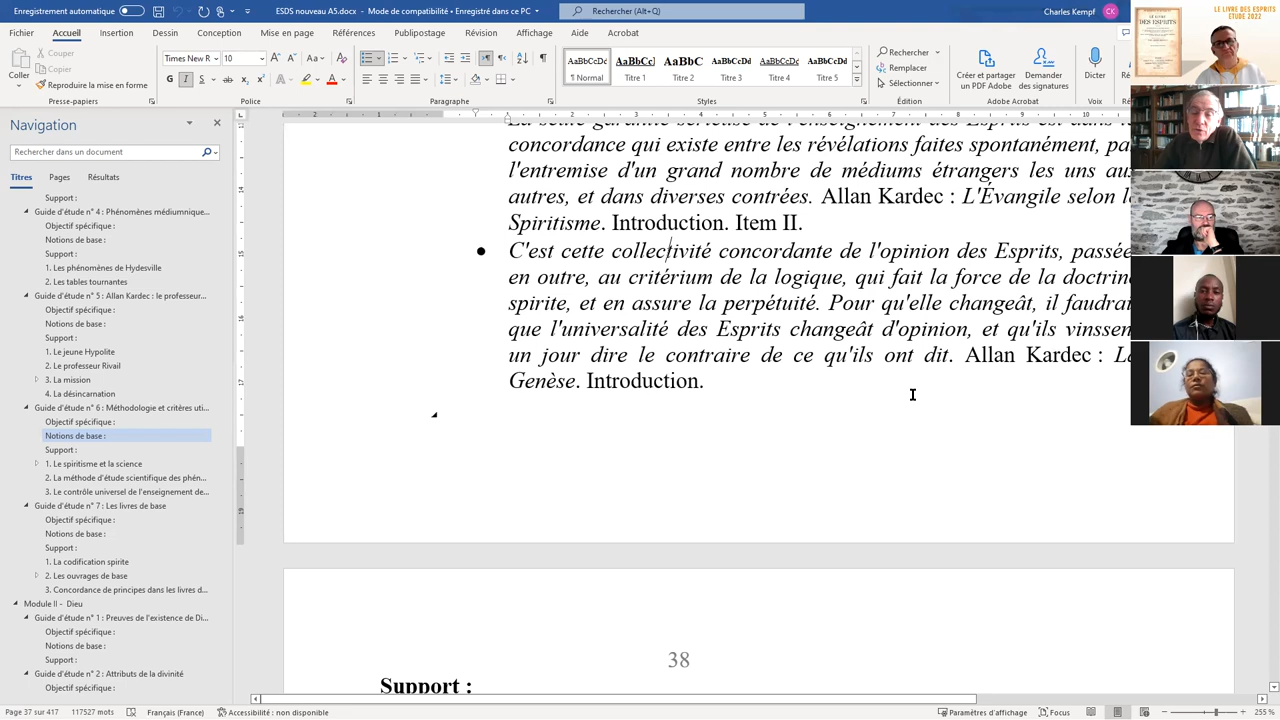 Enregistrement automatique
ESDS nouveau A5.docx - Mode de compatibilité • Enregistré dans ce PC
Rechercher (Alt+Q)
Charles Kempf
CK
Fichier
Accueil
Insertion
Dessin
Conception
Mise en page
Références
Publipostage
Révision
Affichage
Aide
Acrobat
Coller
Couper
Copier
Reproduire la mise en forme
Presse-papiers
Times New R
10
G I S
Police
Paragraphe
AaBbCcDc
AaBbCcl
AaBbC
AaBbCcDd
AaBbCcDc
AaBbCcDc
¶ Normal
Titre 1
Titre 2
Titre 3
Titre 4
Titre 5
Styles
Rechercher
Remplacer
Sélectionner
Édition
Créer et partager
un PDF Adobe
Demander
des signatures
Adobe Acrobat
Dicter
Voix
LE LIVRE DES ESPRITS
ETUDE 2022
Navigation
Rechercher dans un document
Titres
Pages
Résultats
Support :
Guide d'étude n° 4 : Phénomènes médiumnique...
Objectif spécifique :
Notions de base :
Support :
1. Les phénomènes de Hydesville
2. Les tables tournantes
Guide d'étude n° 5 : Allan Kardec : le professeur...
Objectif spécifique :
Notions de base :
Support :
1. Le jeune Hypolite
2. Le professeur Rivail
3. La mission
4. La désincarnation
Guide d'étude n° 6 : Méthodologie et critères uti...
Objectif spécifique :
Notions de base :
Support :
1. Le spiritisme et la science
2. La méthode d'étude scientifique des phén...
3. Le contrôle universel de l'enseignement de...
Guide d'étude n° 7 : Les livres de base
Objectif spécifique :
Notions de base :
Support :
1. La codification spirite
2. Les ouvrages de base
3. Concordance de principes dans les livres d...
Module II - Dieu
Guide d'étude n° 1 : Preuves de l'existence de Di...
Objectif spécifique :
Notions de base :
Support :
Guide d'étude n° 2 : Attributs de la divinité
Objectif spécifique :
concordance qui existe entre les révélations faites spontanément, pa
l'entremise d'un grand nombre de médiums étrangers les uns aux
autres, et dans diverses contrées. Allan Kardec : L'Évangile selon le
Spiritisme. Introduction. Item II.
• C'est cette collectivité concordante de l'opinion des Esprits, passée
en outre, au critérium de la logique, qui fait la force de la doctrine
spirite, et en assure la perpétuité. Pour qu'elle changeât, il faudrai
que l'universalité des Esprits changeât d'opinion, et qu'ils vinssen
un jour dire le contraire de ce qu'ils ont dit. Allan Kardec : La
Genèse. Introduction.
38
Support :
Page 37 sur 417
117527 mots
Français (France)
Accessibilité : non disponible
Paramètres d'affichage
Focus
255 %